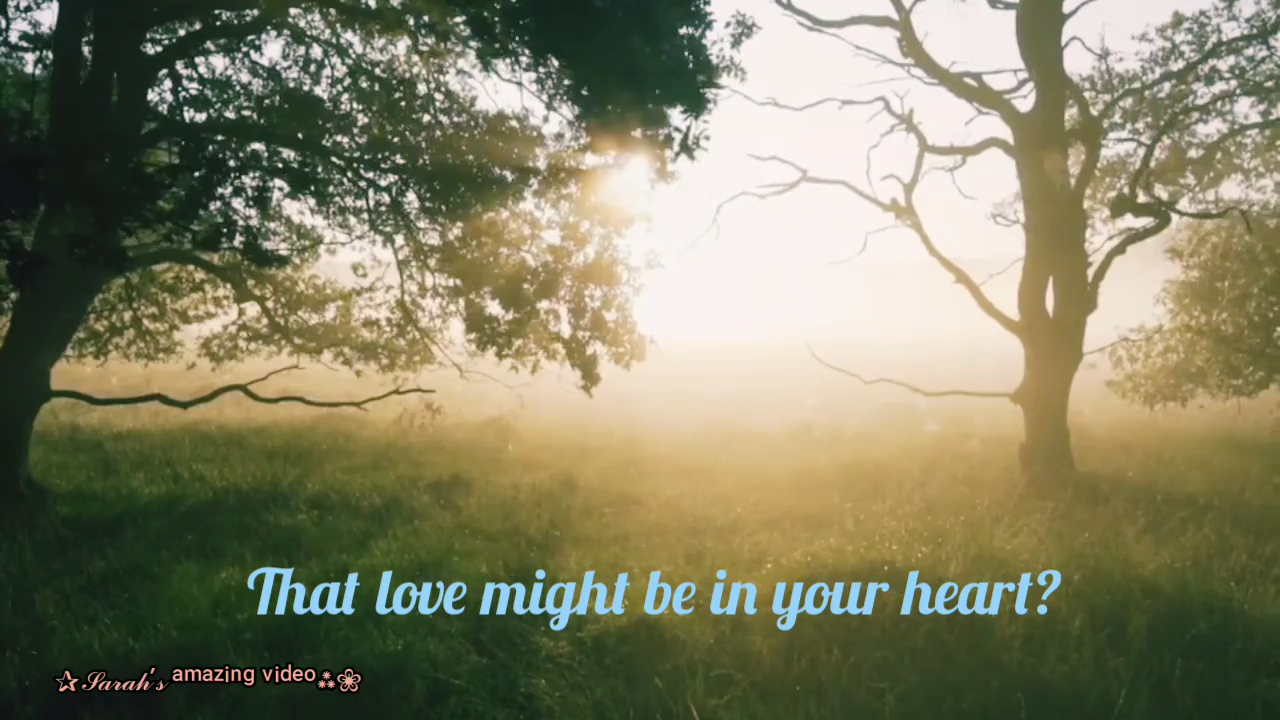 That love might be in your heart?
☆ 𝒮𝒶𝓇𝒶𝒽'𝓈 amazing video ⁂❀